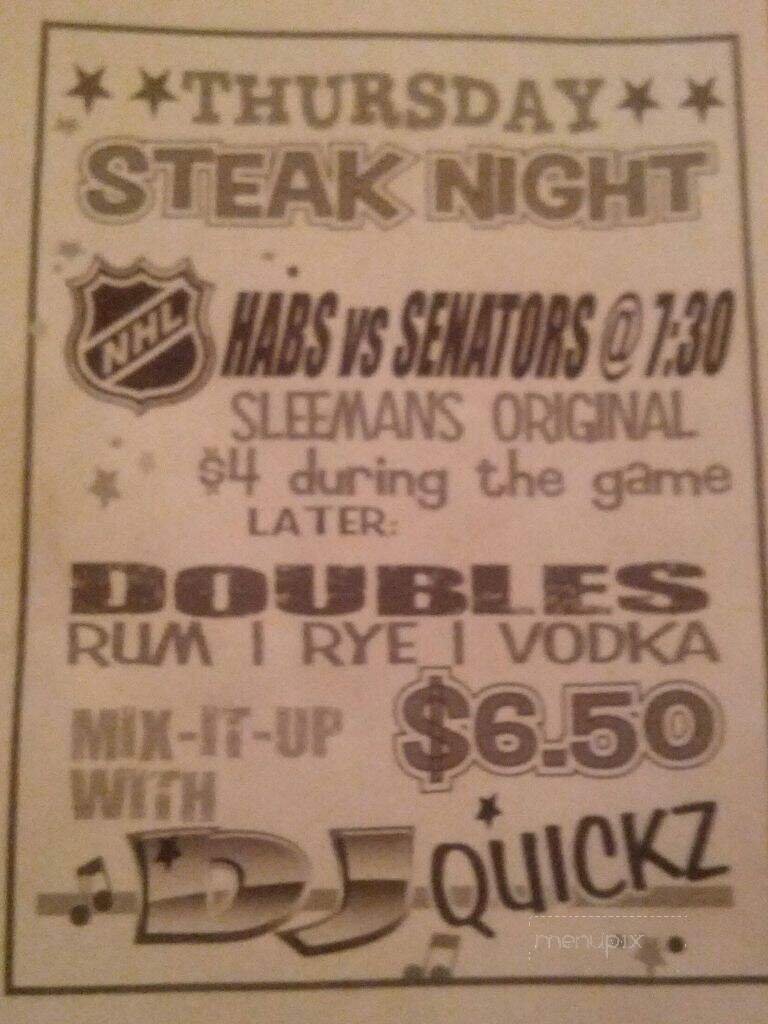 THURSDAY
STEAK NIGHT
NHL
HABS vs SENATORS @ 7:30
SLEEMANS ORIGINAL
$4 during the game
LATER:
DOUBLES
RUM | RYE | VODKA
MIX-IT-UP $6.50
WITH
DJ QUICKZ
menupix